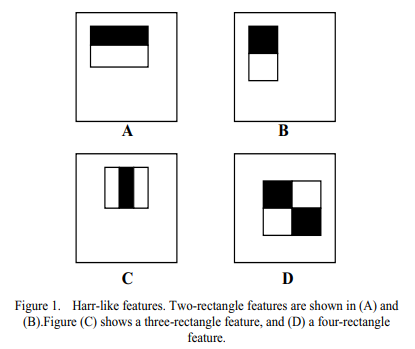 A
B
C
D
Figure 1. Harr-like features. Two-rectangle features are shown in (A) and
(B).Figure (C) shows a three-rectangle feature, and (D) a four-rectangle
feature.